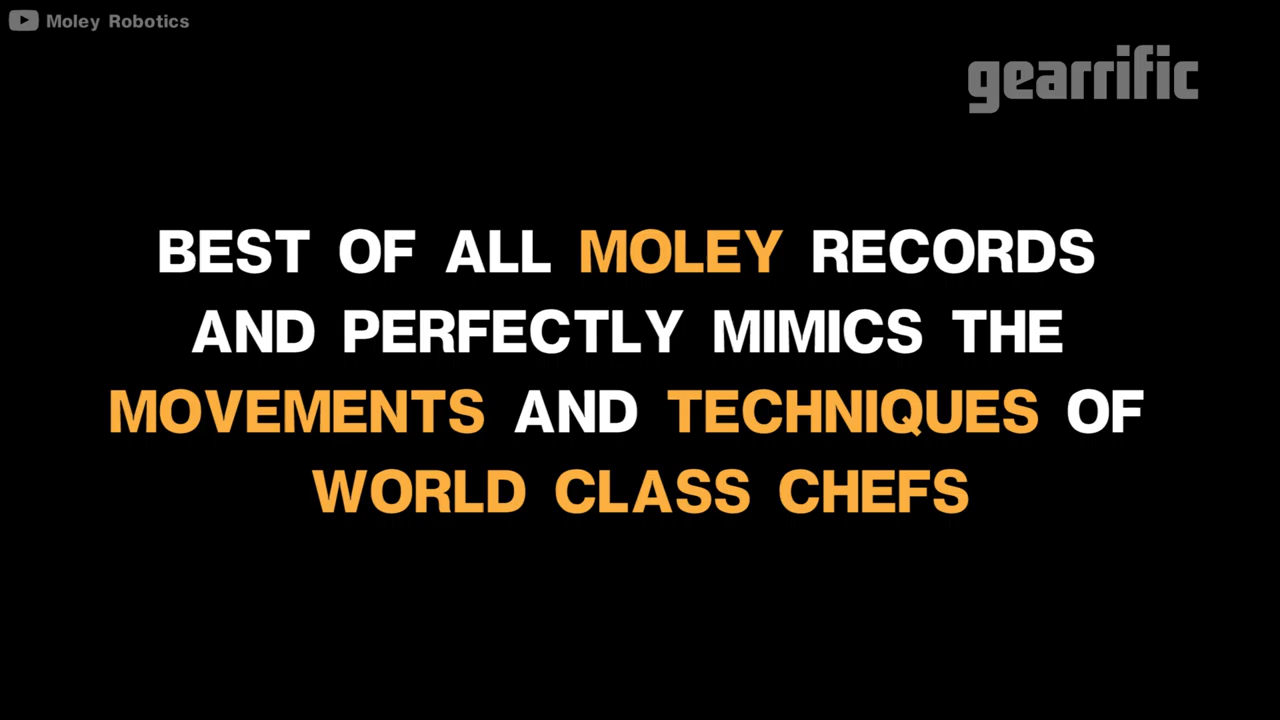 Moley Robotics
gearrific
BEST OF ALL MOLEY RECORDS
AND PERFECTLY MIMICS THE
MOVEMENTS AND TECHNIQUES OF
WORLD CLASS CHEFS